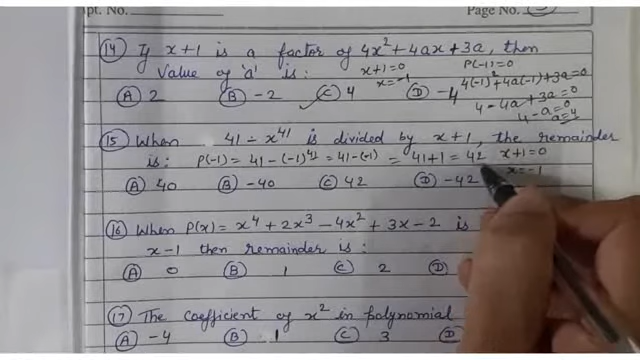 pt. No.
Page No.
(14) If x+1 is a factor of 4x² + 4ax + 3a, then
x+1=0 P(-1)=0
Value of 'a' is : x=-1 4(-1)²+4a(-1)+3a=0
(A) 2 (B) -2 (C) 4 (D) -4 4-4a+3a=0
4-a=0
a=4
(15) When 41 - x⁴¹ is divided by x+1, the remainder
is: P(-1) = 41-(-1)⁴¹ = 41-(-1) = 41+1 = 42 x+1=0
x=-1
(A) 40 (B) -40 (C) 42 (D) -42
(16) When P(x) = x⁴ + 2x³ - 4x² + 3x - 2 is
x-1 then remainder is :
(A) 0 (B) 1 (C) 2 (D)
(17) The coefficient of x² in polynomial
(A) -4 (B) 1 (C) 3 (D)